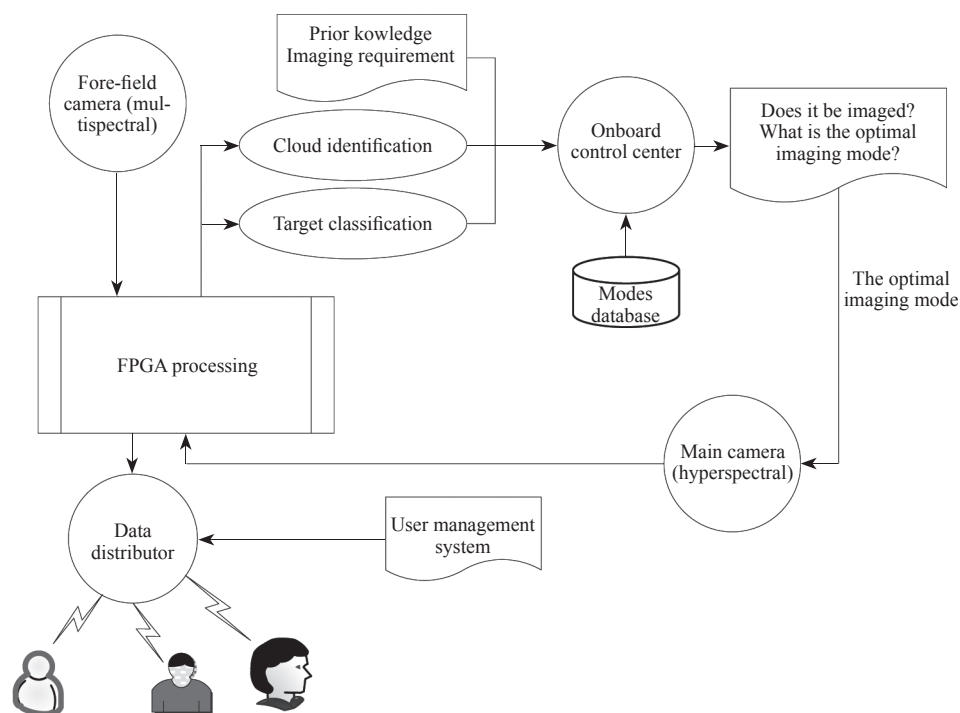 Prior kowledge
Imaging requirement
Fore-field
camera (mul-
tispectral)
Cloud identification
Target classification
Onboard
control center
Does it be imaged?
What is the optimal
imaging mode?
Modes
database
The optimal
imaging mode
FPGA processing
Main camera
(hyperspectral)
User management
system
Data
distributor